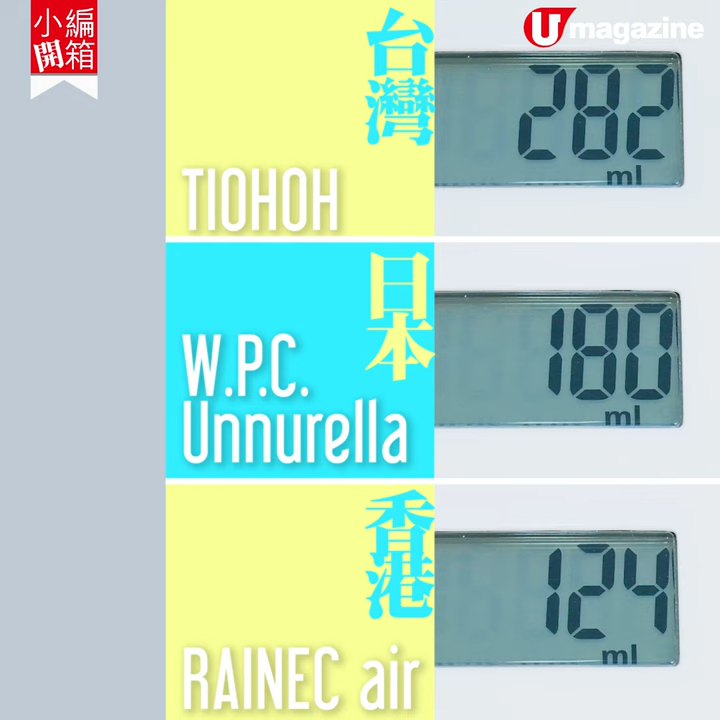 小編
開箱
U magazine
台灣
TIOHOH
282
ml
日本
W.P.C.
Unnurella
180
ml
香港
RAINEC air
124
ml